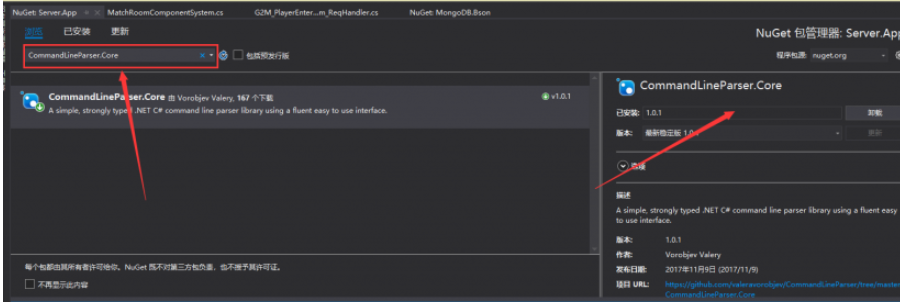 NuGet: Server.App
MatchRoomComponentSystem.cs
G2M_PlayerEnter...m_ReqHandler.cs
NuGet: MongoDB.Bson
浏览 已安装 更新
NuGet 包管理器: Server.App
CommandLineParser.Core
包括预发行版
程序包源: nuget.org
CommandLineParser.Core 由 Vorobjev Valery, 167 个下载
v1.0.1
A simple, strongly typed .NET C# command line parser library using a fluent easy to use interface.
CommandLineParser.Core
已安装: 1.0.1
卸载
版本: 最新稳定版 1.0.1
更新
选项
描述
A simple, strongly typed .NET C# command line parser library using a fluent easy
to use interface.
版本: 1.0.1
作者: Vorobjev Valery
发布日期: 2017年11月9日 (2017/11/9)
项目 URL: https://github.com/valeravorobjev/CommandLineParser/tree/master
CommandLineParser.Core
每个包都由其所有者许可给你。NuGet 既不对第三方包负责，也不授予其许可证。
不再显示此内容